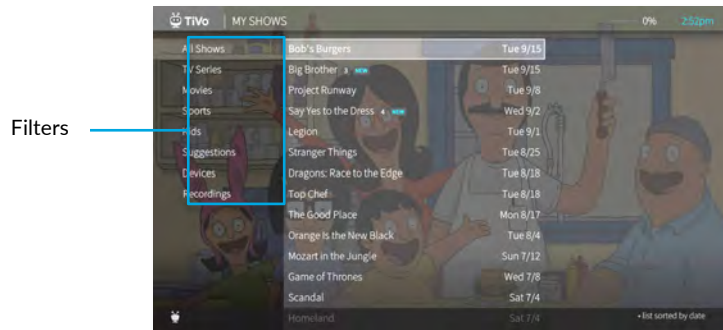 TiVo MY SHOWS 0% 2:52pm
All Shows Bob's Burgers Tue 9/15
TV Series Big Brother 3 NEW Tue 9/15
Movies Project Runway Tue 9/8
Sports Say Yes to the Dress 4 NEW Wed 9/2
Kids Legion Tue 9/1
Filters
Suggestions Stranger Things Tue 8/25
Devices Dragons: Race to the Edge Tue 8/18
Recordings Top Chef Tue 8/18
The Good Place Mon 8/17
Orange Is the New Black Tue 8/4
Mozart in the Jungle Sun 7/12
Game of Thrones Wed 7/8
Scandal Sat 7/4
Homeland Sat 7/4 • list sorted by date